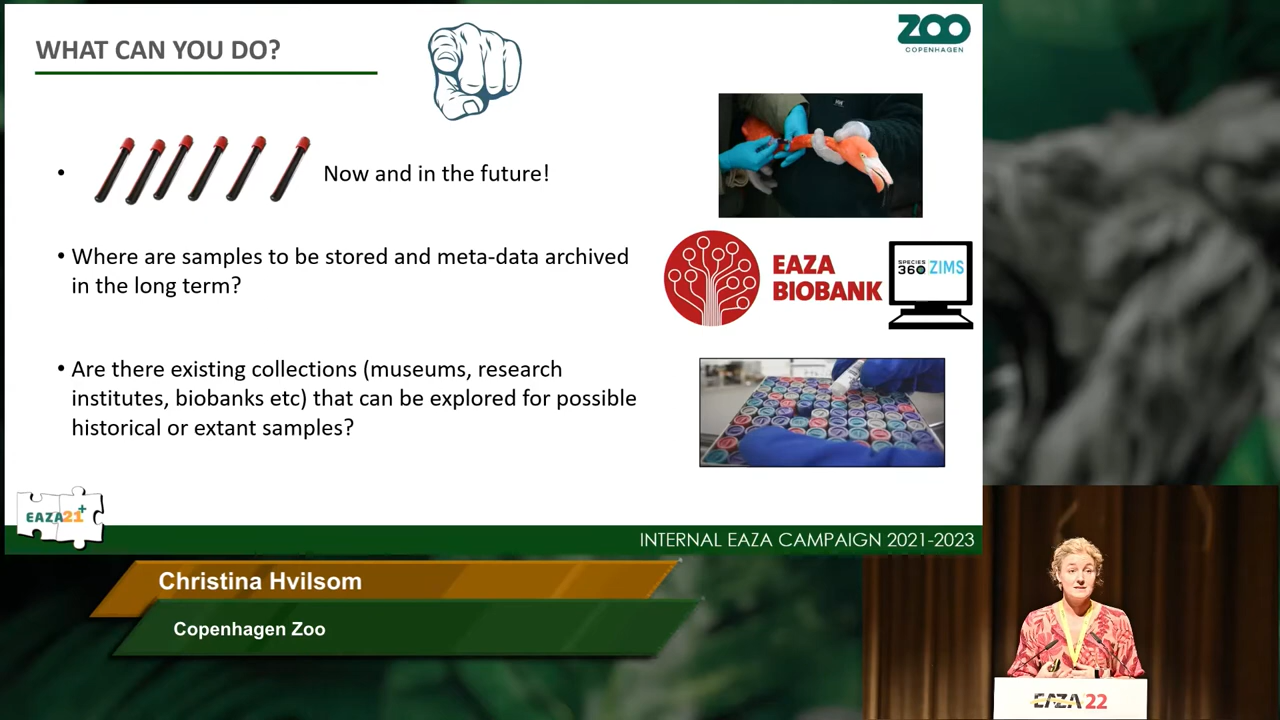 WHAT CAN YOU DO?
ZOO
COPENHAGEN
• Now and in the future!
• Where are samples to be stored and meta-data archived
in the long term?
EAZA
BIOBANK
SPECIES
360 ZIMS
• Are there existing collections (museums, research
institutes, biobanks etc) that can be explored for possible
historical or extant samples?
EAZA21+
INTERNAL EAZA CAMPAIGN 2021-2023
Christina Hvilsom
Copenhagen Zoo
EAZA'22